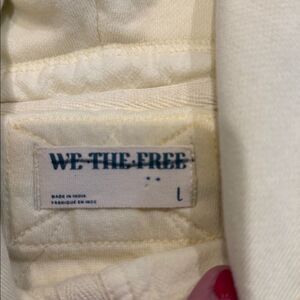 WE THE FREE
L
MADE IN INDIA
FABRIQUÉ EN INDE